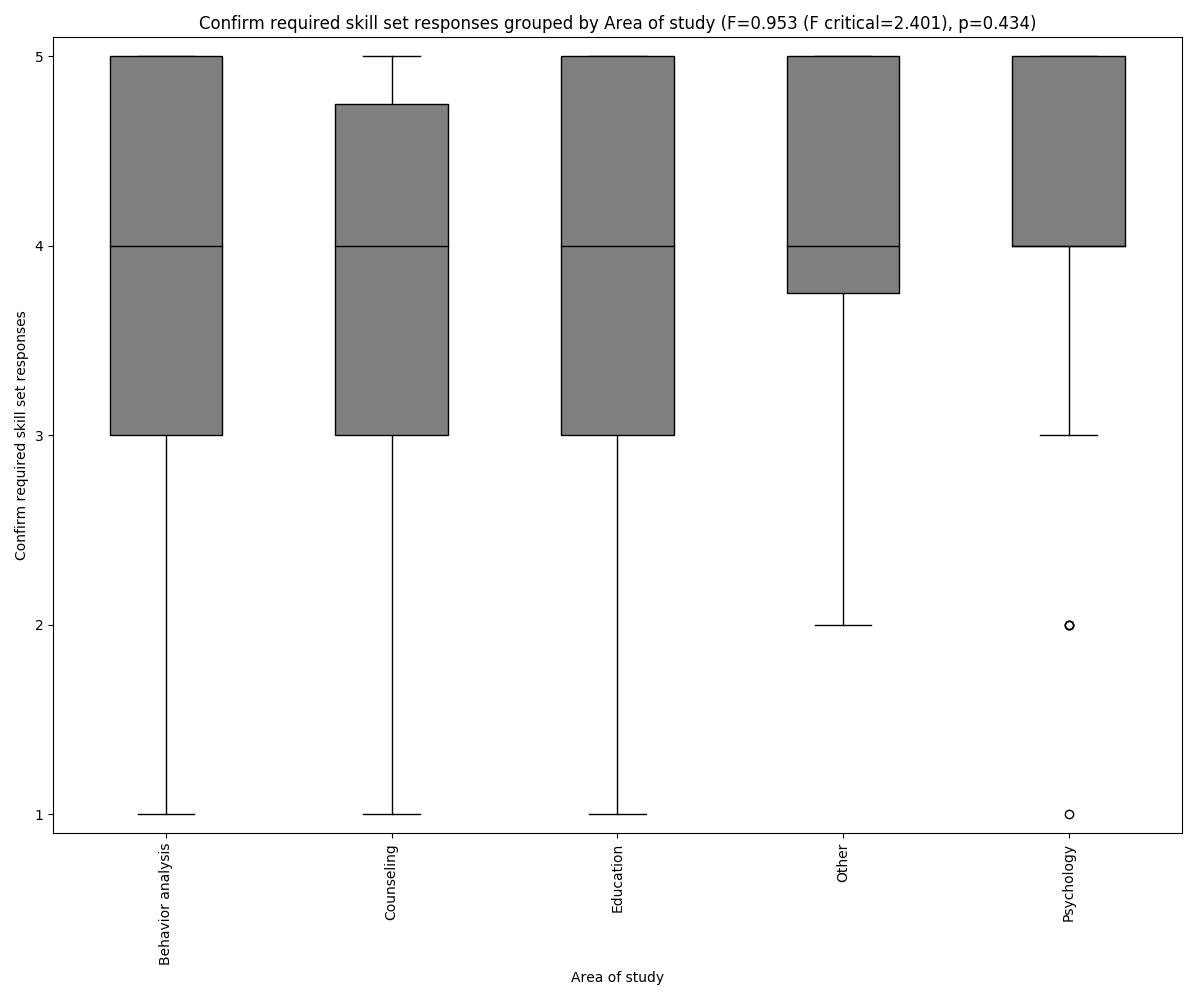 Confirm required skill set responses grouped by Area of study (F=0.953 (F critical=2.401), p=0.434)
Confirm required skill set responses
5
4
3
2
1
Behavior analysis
Counseling
Education
Other
Psychology
Area of study